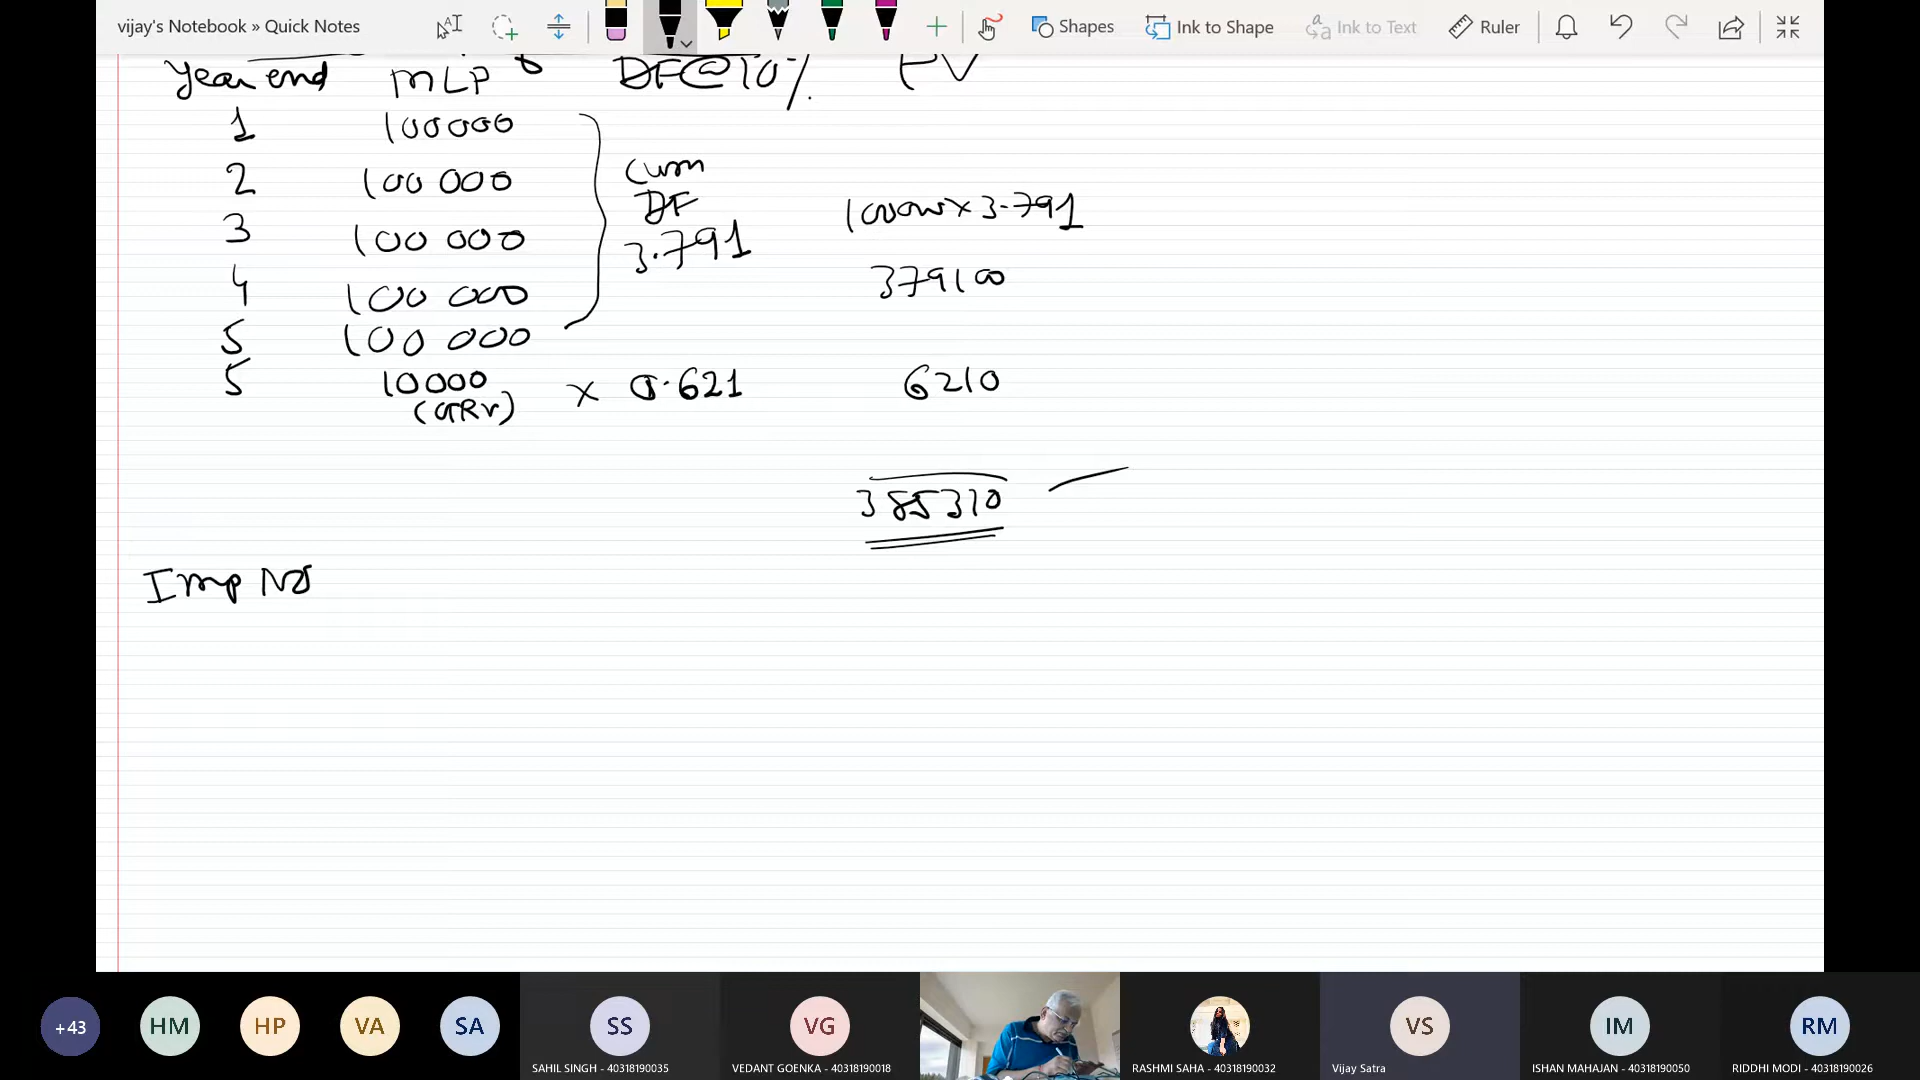 vijay's Notebook » Quick Notes
Shapes
Ink to Shape
Ink to Text
Ruler
Year end MLP DF@10% PV
1 100000
2 100 000 Cum
DF 100000 x 3.791
3 100 000 3.791
4 100 000 379100
5 100 000
5 10000 x 0.621 6210
(GRV)
385310
Imp No
+43
HM
HP
VA
SA
SS
SAHIL SINGH - 40318190035
VG
VEDANT GOENKA - 40318190018
RASHMI SAHA - 40318190032
VS
Vijay Satra
IM
ISHAN MAHAJAN - 40318190050
RM
RIDDHI MODI - 40318190026